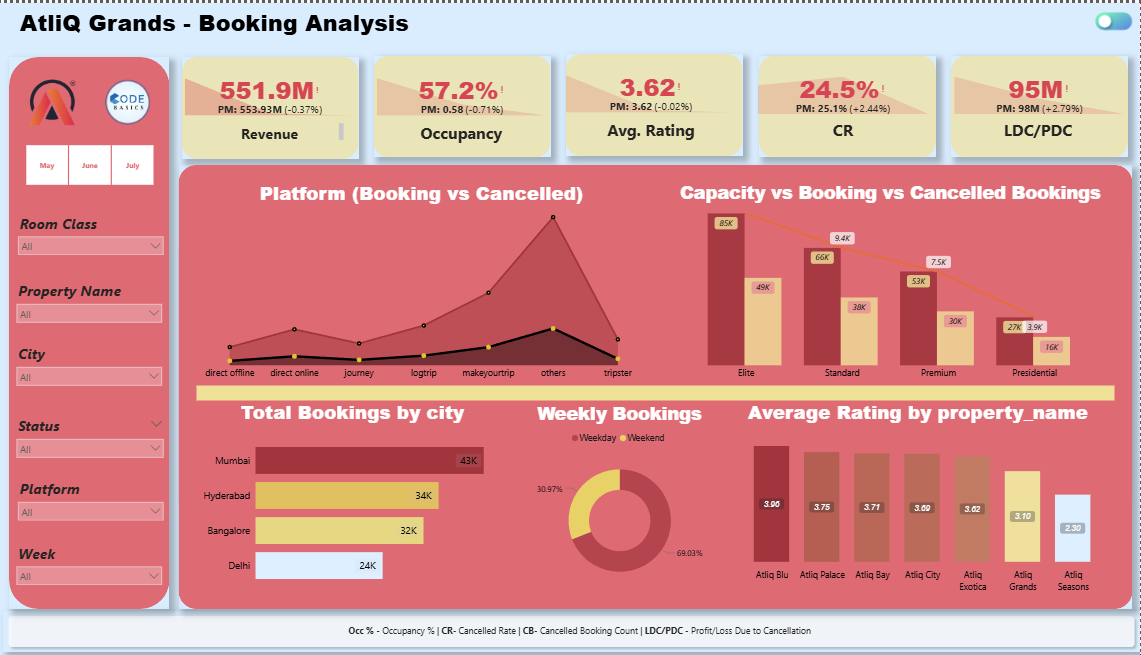 AtliQ Grands - Booking Analysis
CODE
BASICS
May June July
Room Class
All
Property Name
All
City
All
Status
All
Platform
All
Week
All
551.9M!
PM: 553.93M (-0.37%)
Revenue
57.2%!
PM: 0.58 (-0.71%)
Occupancy
3.62!
PM: 3.62 (-0.02%)
Avg. Rating
24.5%!
PM: 25.1% (+2.44%)
CR
95M!
PM: 98M (+2.79%)
LDC/PDC
Platform (Booking vs Cancelled)
direct offline direct online journey logtrip makeyourtrip others tripster
Capacity vs Booking vs Cancelled Bookings
85K
49K
9.4K
66K
38K
7.5K
53K
30K
27K 3.9K
16K
Elite Standard Premium Presidential
Total Bookings by city
Mumbai 43K
Hyderabad 34K
Bangalore 32K
Delhi 24K
Weekly Bookings
Weekday Weekend
30.97%
69.03%
Average Rating by property_name
3.96 3.75 3.71 3.69 3.62 3.10 2.30
Atliq Blu Atliq Palace Atliq Bay Atliq City Atliq Atliq Atliq
Exotica Grands Seasons
Occ % - Occupancy % | CR- Cancelled Rate | CB- Cancelled Booking Count | LDC/PDC - Profit/Loss Due to Cancellation